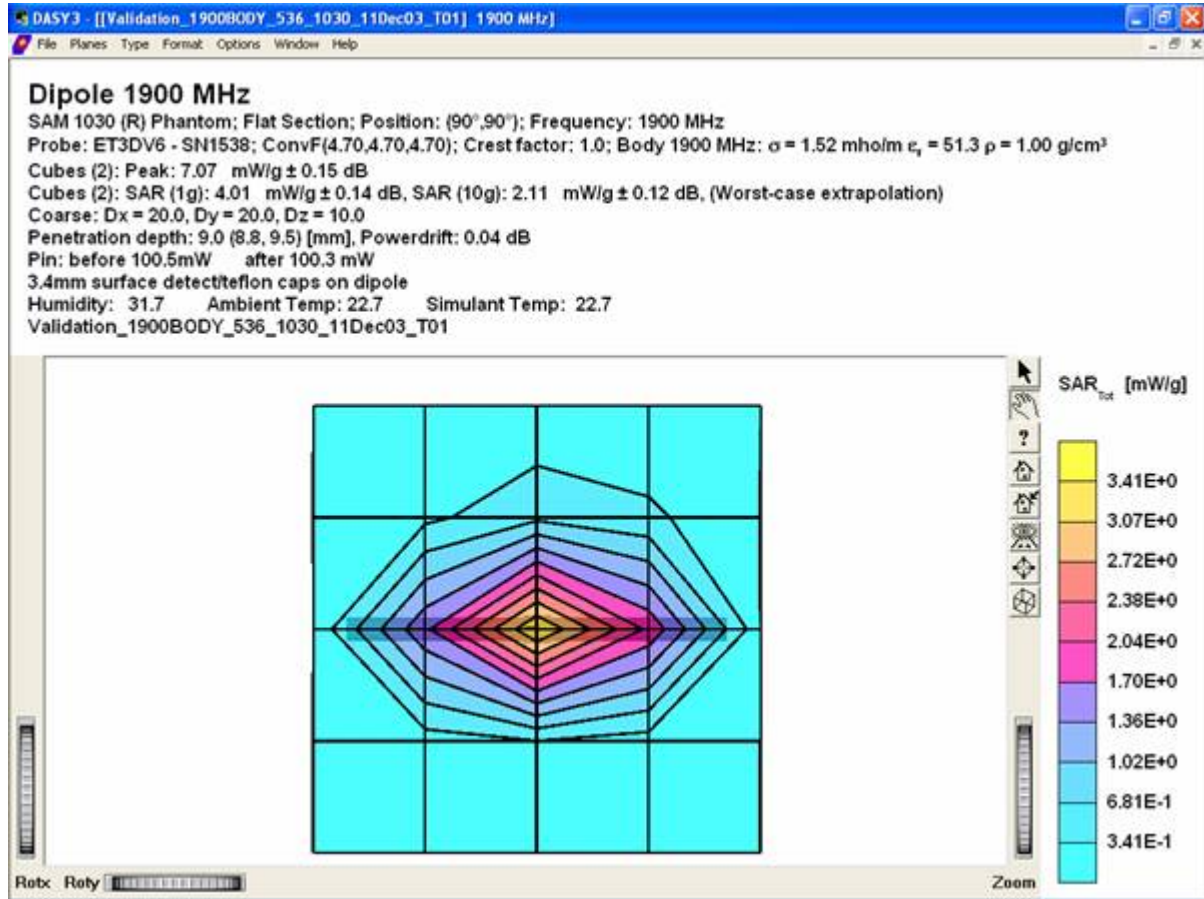 DASY3 - [[Validation_1900BODY_536_1030_11Dec03_T01] 1900 MHz]
File Planes Type Format Options Window Help
Dipole 1900 MHz
SAM 1030 (R) Phantom; Flat Section; Position: (90°,90°); Frequency: 1900 MHz
Probe: ET3DV6 - SN1538; ConvF(4.70,4.70,4.70); Crest factor: 1.0; Body 1900 MHz: σ = 1.52 mho/m εr = 51.3 ρ = 1.00 g/cm³
Cubes (2): Peak: 7.07 mW/g ± 0.15 dB
Cubes (2): SAR (1g): 4.01 mW/g ± 0.14 dB, SAR (10g): 2.11 mW/g ± 0.12 dB, (Worst-case extrapolation)
Coarse: Dx = 20.0, Dy = 20.0, Dz = 10.0
Penetration depth: 9.0 (8.8, 9.5) [mm], Powerdrift: 0.04 dB
Pin: before 100.5mW after 100.3 mW
3.4mm surface detect/teflon caps on dipole
Humidity: 31.7 Ambient Temp: 22.7 Simulant Temp: 22.7
Validation_1900BODY_536_1030_11Dec03_T01
SARTot [mW/g]
?
3.41E+0
3.07E+0
2.72E+0
2.38E+0
2.04E+0
1.70E+0
1.36E+0
1.02E+0
6.81E-1
3.41E-1
Rotx Roty Zoom